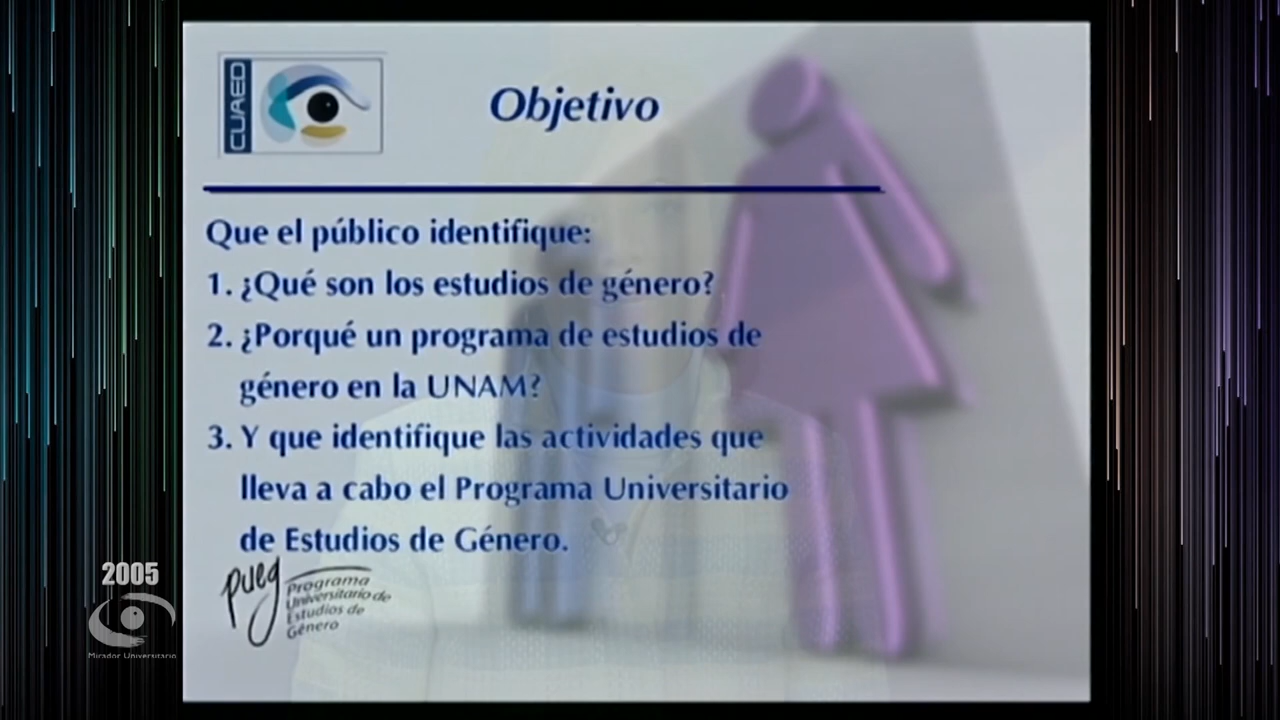 CUAED
Objetivo
Que el público identifique:
1. ¿Qué son los estudios de género?
2. ¿Porqué un programa de estudios de
género en la UNAM?
3. Y que identifique las actividades que
lleva a cabo el Programa Universitario
de Estudios de Género.
pueg
Programa
Universitario de
Estudios de
Género
2005
Mirador Universitario